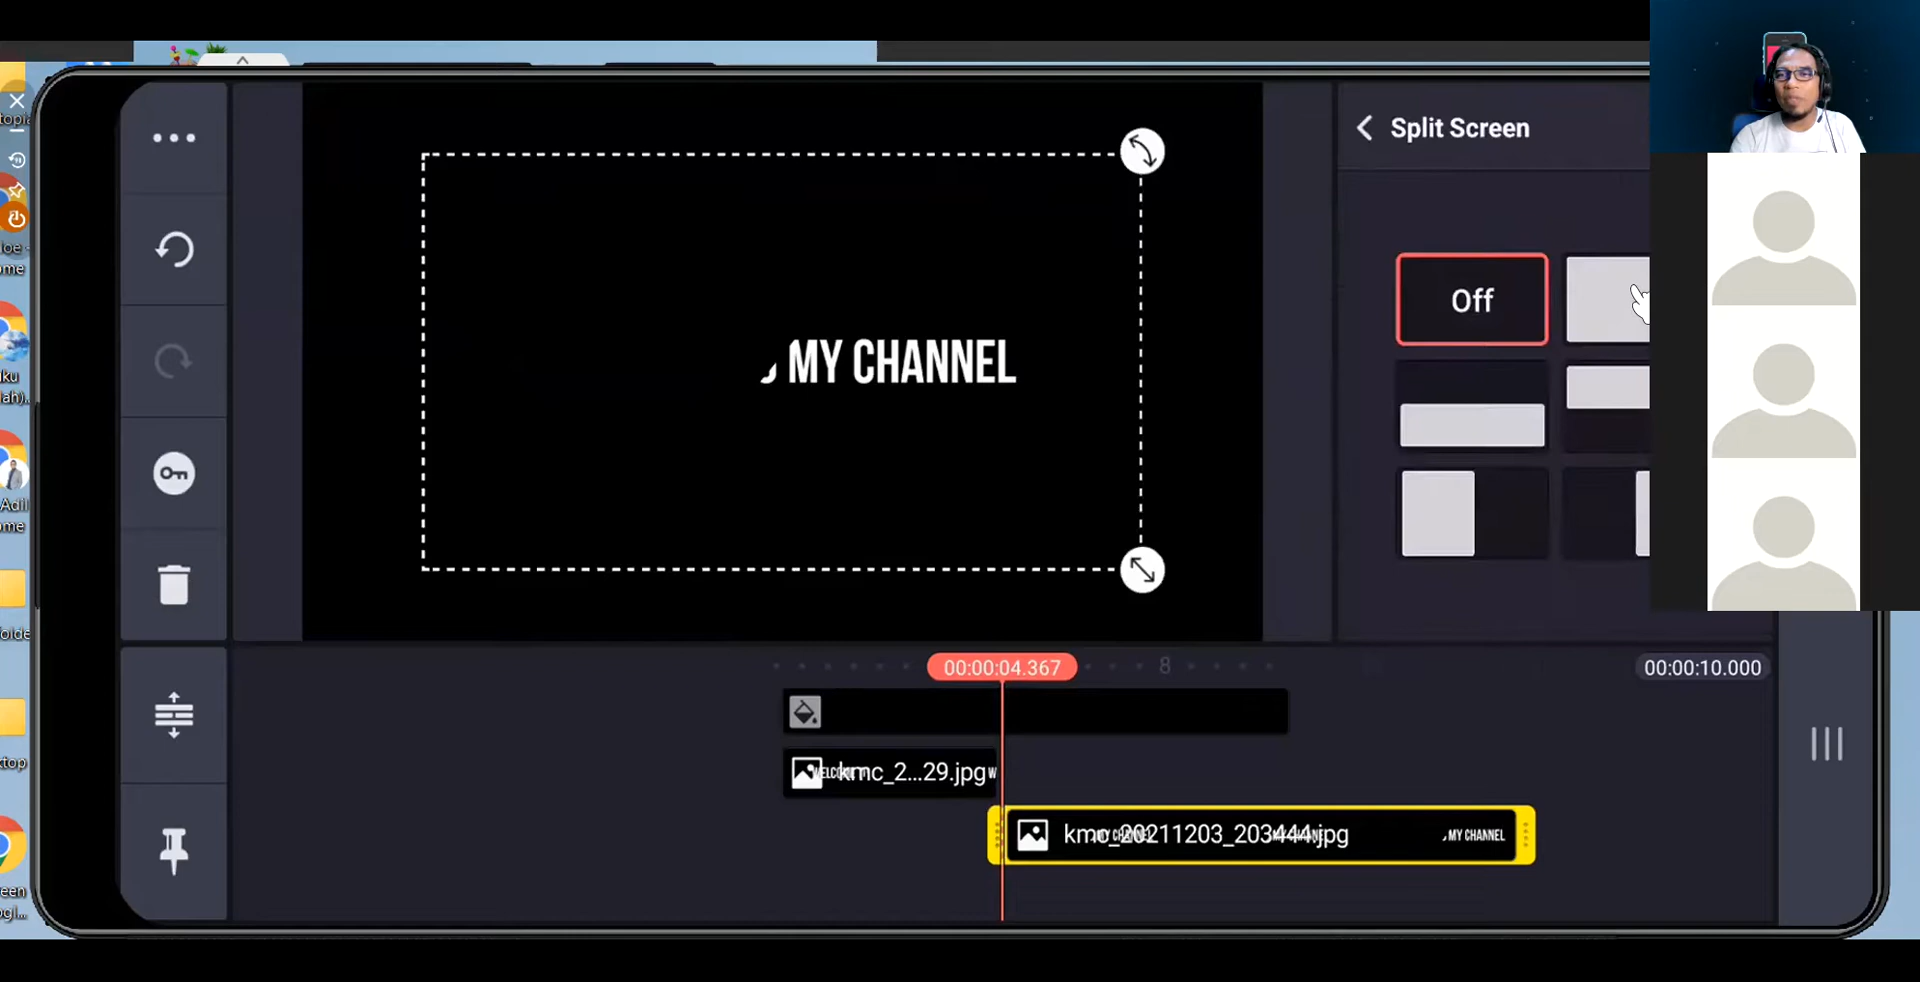 Split Screen
Off
MY CHANNEL
00:00:04.367
8
00:00:10.000
kmc_2...29.jpg
W
kmc_20211203_203444.jpg
MY CHANNEL